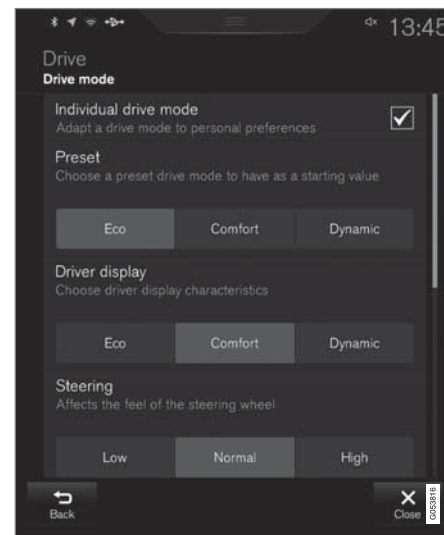 13:45
Drive
Drive mode
Individual drive mode
Adapt a drive mode to personal preferences
Preset
Choose a preset drive mode to have as a starting value
Eco Comfort Dynamic
Driver display
Choose driver display characteristics
Eco Comfort Dynamic
Steering
Affects the feel of the steering wheel
Low Normal High
Back Close
G053816